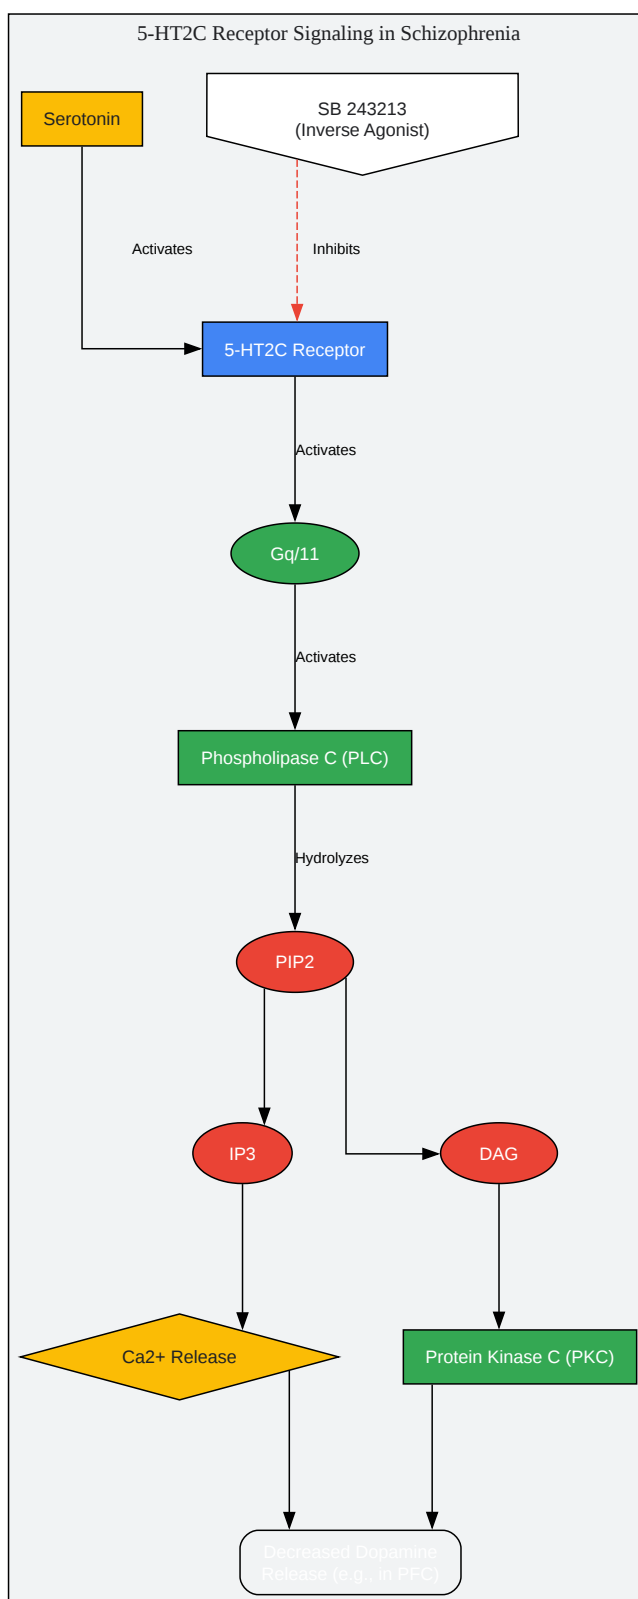 5-HT2C Receptor Signaling in Schizophrenia
Serotonin
SB 243213
(Inverse Agonist)
Activates
Inhibits
5-HT2C Receptor
Activates
Gq/11
Activates
Phospholipase C (PLC)
Hydrolyzes
PIP2
IP3
DAG
Ca2+ Release
Protein Kinase C (PKC)
Decreased Dopamine
Release (e.g., in PFC)